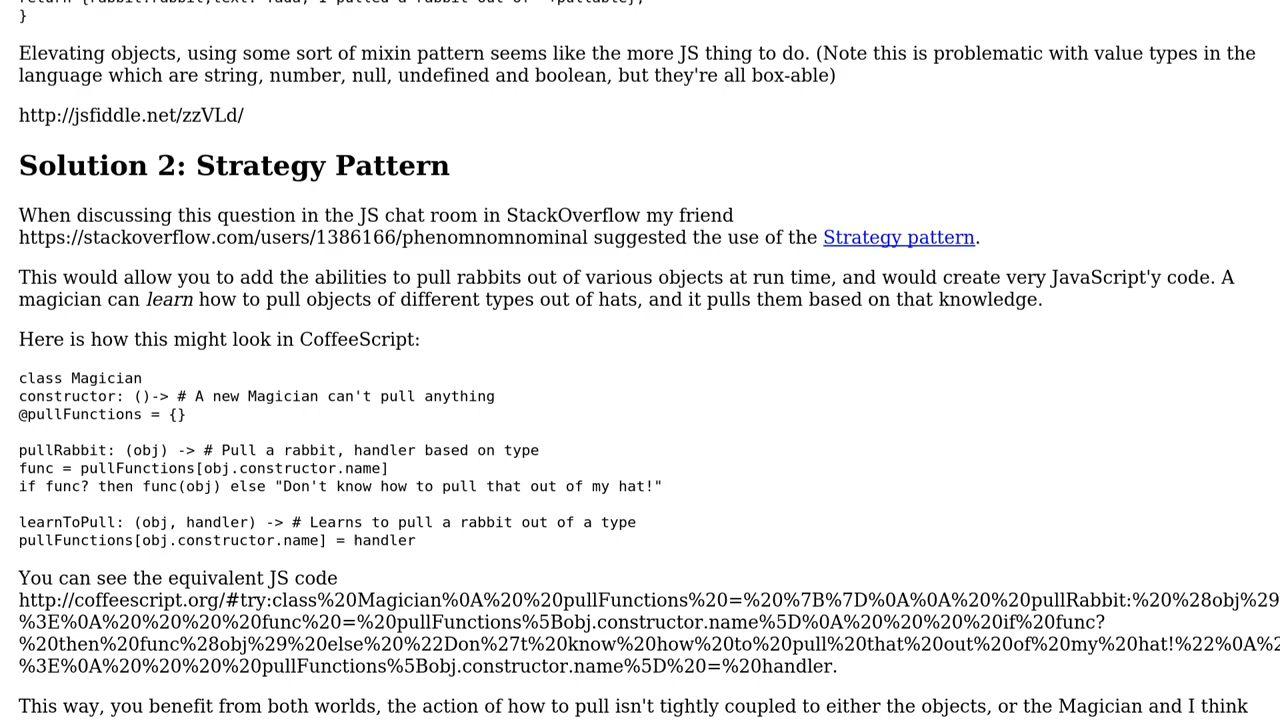 }
Elevating objects, using some sort of mixin pattern seems like the more JS thing to do. (Note this is problematic with value types in the
language which are string, number, null, undefined and boolean, but they're all box-able)
http://jsfiddle.net/zzVLd/
Solution 2: Strategy Pattern
When discussing this question in the JS chat room in StackOverflow my friend
https://stackoverflow.com/users/1386166/phenomnomnominal suggested the use of the Strategy pattern.
This would allow you to add the abilities to pull rabbits out of various objects at run time, and would create very JavaScript'y code. A
magician can learn how to pull objects of different types out of hats, and it pulls them based on that knowledge.
Here is how this might look in CoffeeScript:
class Magician
constructor: ()-> # A new Magician can't pull anything
@pullFunctions = {}
pullRabbit: (obj) -> # Pull a rabbit, handler based on type
func = pullFunctions[obj.constructor.name]
if func? then func(obj) else "Don't know how to pull that out of my hat!"
learnToPull: (obj, handler) -> # Learns to pull a rabbit out of a type
pullFunctions[obj.constructor.name] = handler
You can see the equivalent JS code
http://coffeescript.org/#try:class%20Magician%0A%20%20pullFunctions%20=%20%7B%7D%0A%0A%20%20pullRabbit:%20%28obj%29
%3E%0A%20%20%20%20func%20=%20pullFunctions%5Bobj.constructor.name%5D%0A%20%20%20%20if%20func?
%20then%20func%28obj%29%20else%20%22Don%27t%20know%20how%20to%20pull%20that%20out%20of%20my%20hat!%22%0A%2
%3E%0A%20%20%20%20pullFunctions%5Bobj.constructor.name%5D%20=%20handler.
This way, you benefit from both worlds, the action of how to pull isn't tightly coupled to either the objects, or the Magician and I think